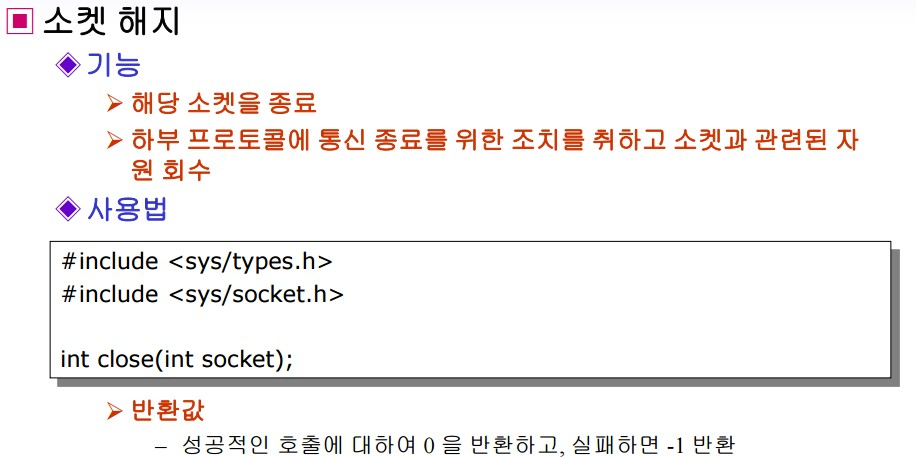 소켓 해지
기능
해당 소켓을 종료
하부 프로토콜에 통신 종료를 위한 조치를 취하고 소켓과 관련된 자
원 회수
사용법
#include <sys/types.h>
#include <sys/socket.h>
int close(int socket);
반환값
– 성공적인 호출에 대하여 0 을 반환하고, 실패하면 -1 반환